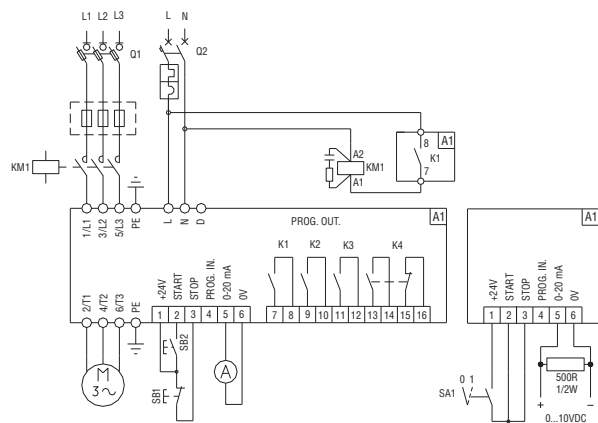 L1 L2 L3
L N
Q1
Q2
8 A1
K1
7
KM1
A2
KM1
A1
1/L1 3/L2 5/L3 PE L N D
PROG. OUT.
A1
K1 K2 K3 K4
+24V START STOP PROG. IN. 0-20 mA 0V
2/T1 4/T2 6/T3 PE
1 2 3 4 5 6 7 8 9 10 11 12 13 14 15 16
SB2
SB1
M
3~
A
A1
+24V START STOP PROG. IN. 0-20 mA 0V
1 2 3 4 5 6
500R
1/2W
0 1
SA1
+ –
0...10VDC